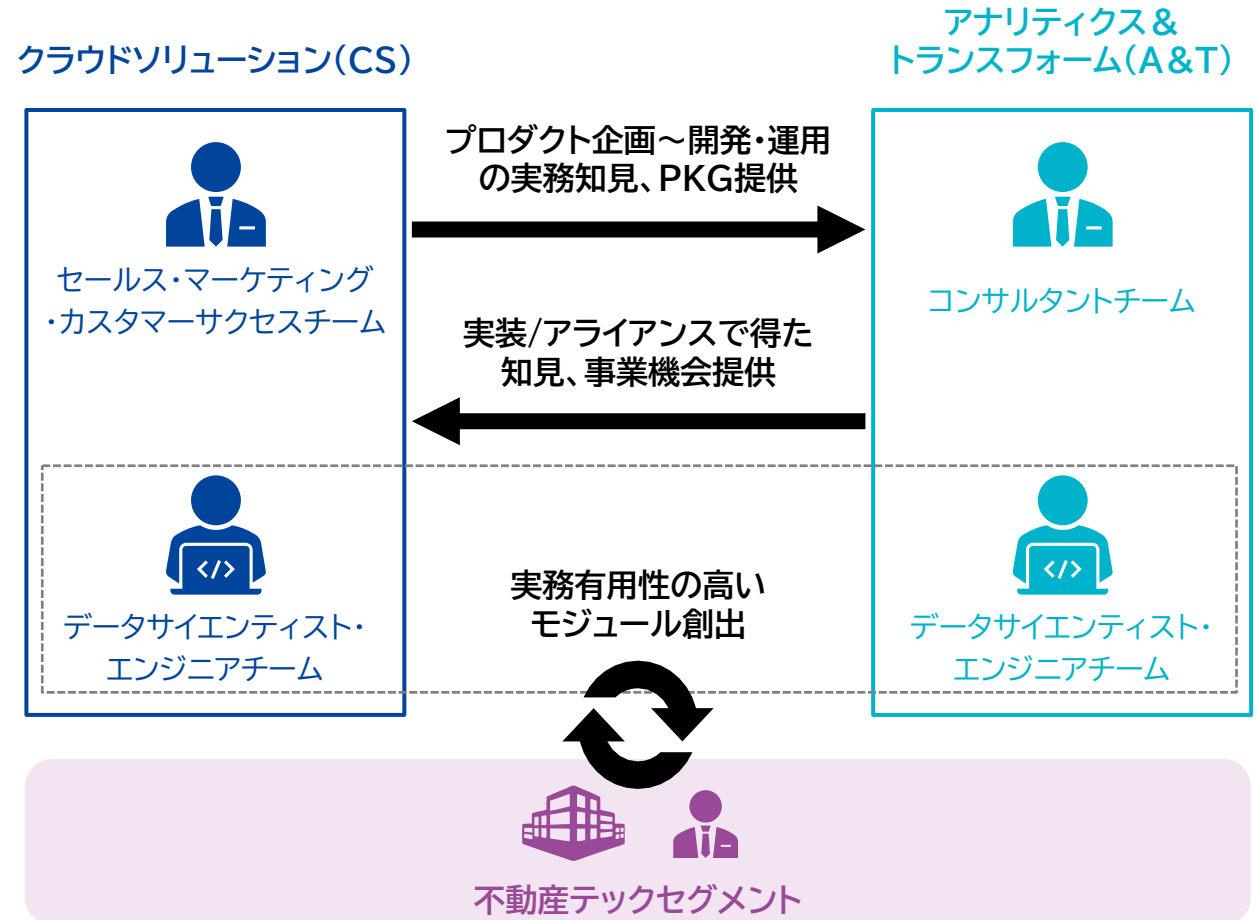 クラウドソリューション(CS)
アナリティクス&
トランスフォーム(A&T)
プロダクト企画～開発・運用
の実務知見、PKG提供
セールス・マーケティング
・カスタマーサクセスチーム
コンサルタントチーム
実装/アライアンスで得た
知見、事業機会提供
</>
</>
実務有用性の高い
モジュール創出
データサイエンティスト・
エンジニアチーム
データサイエンティスト・
エンジニアチーム
不動産テックセグメント